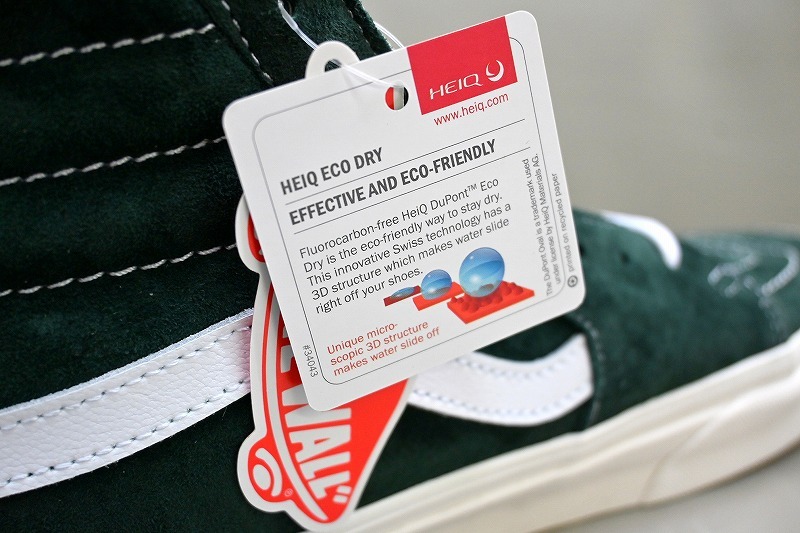 HEIQ
www.heiq.com
HEIQ ECO DRY
EFFECTIVE AND ECO-FRIENDLY
Fluorocarbon-free HeiQ DuPont™ Eco
Dry is the eco-friendly way to stay dry.
This innovative Swiss technology has a
3D structure which makes water slide
right off your shoes.
Unique micro-
scopic 3D structure
makes water slide off
#34043
The DuPont Oval is a trademark used
under license by HeiQ Materials AG.
printed on recycled paper
WALL"
®